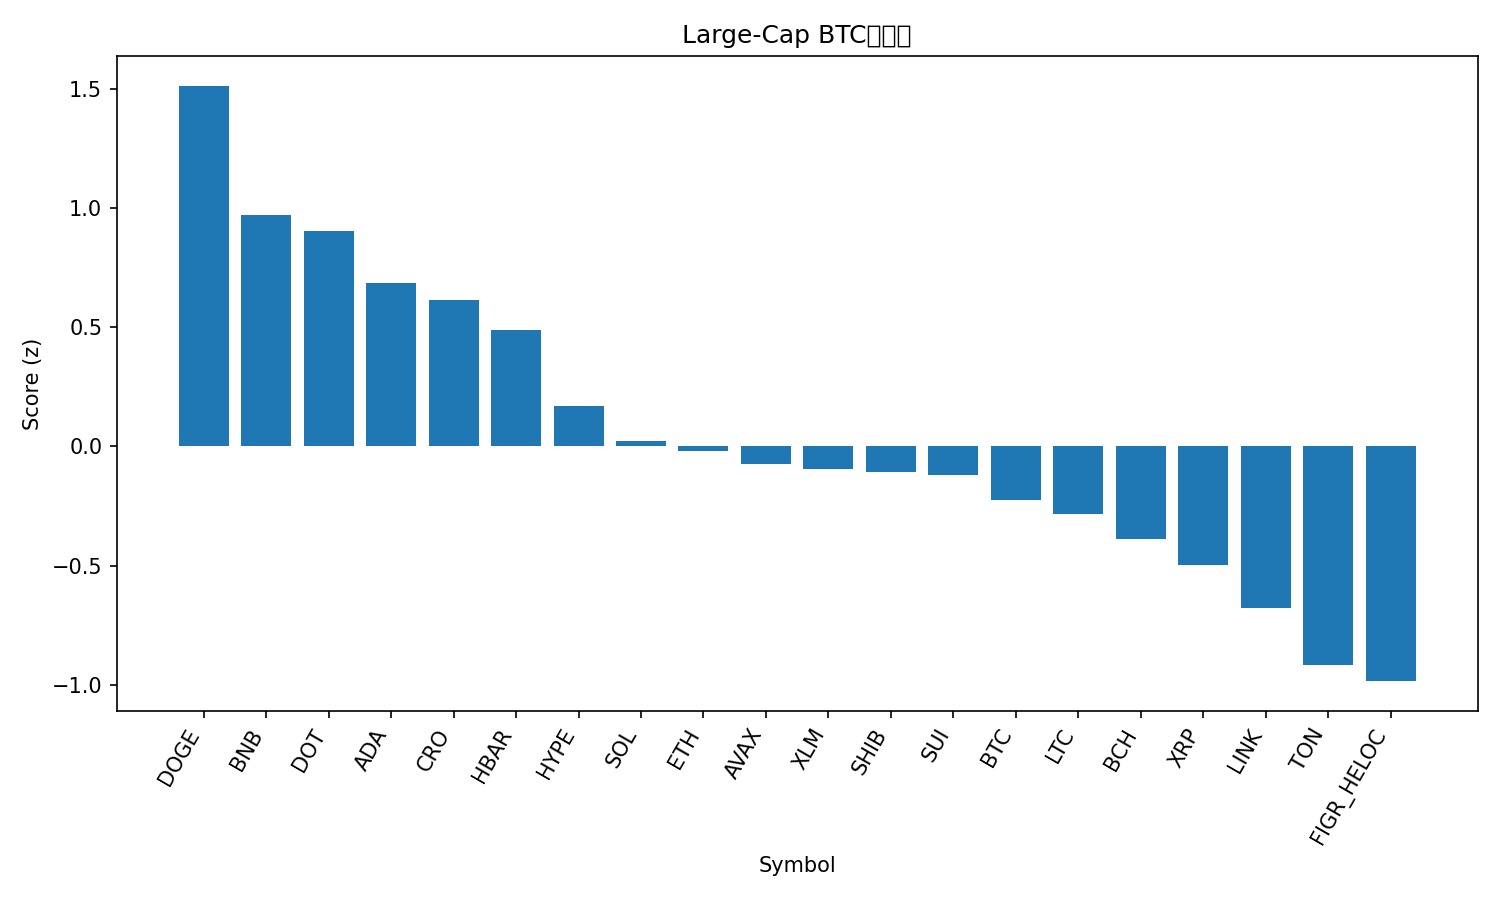 Large-Cap BTC
1.5
1.0
0.5
0.0
−0.5
−1.0
Score (z)
DOGE
BNB
DOT
ADA
CRO
HBAR
HYPE
SOL
ETH
AVAX
XLM
SHIB
SUI
BTC
LTC
BCH
XRP
LINK
TON
FIGR_HELOC
Symbol